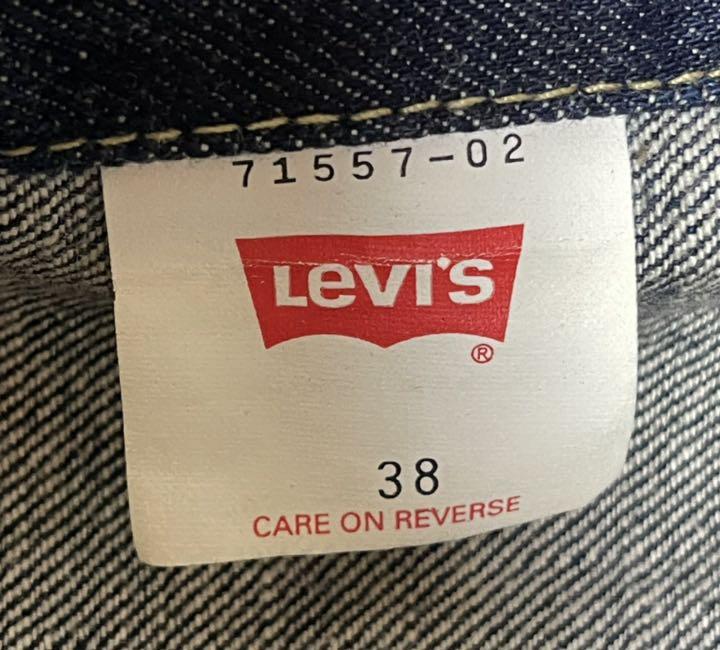 71557-02
Levi's
®
38
CARE ON REVERSE